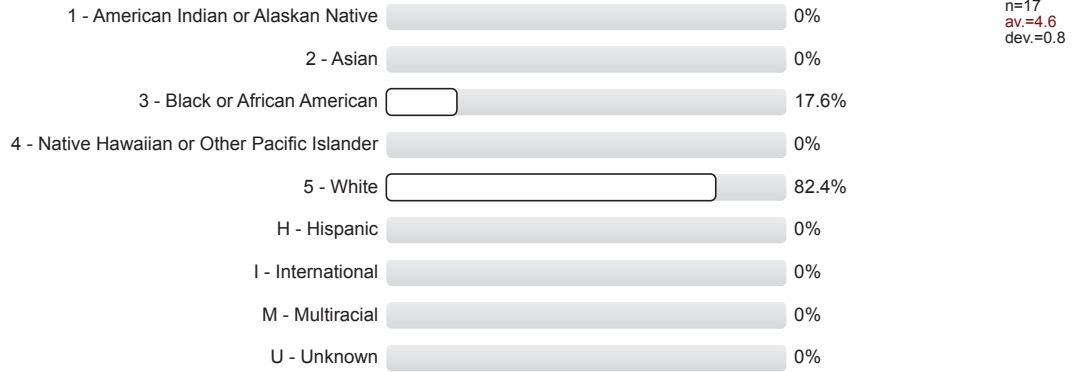 n=17
av.=4.6
dev.=0.8
1 - American Indian or Alaskan Native 0%
2 - Asian 0%
3 - Black or African American 17.6%
4 - Native Hawaiian or Other Pacific Islander 0%
5 - White 82.4%
H - Hispanic 0%
I - International 0%
M - Multiracial 0%
U - Unknown 0%